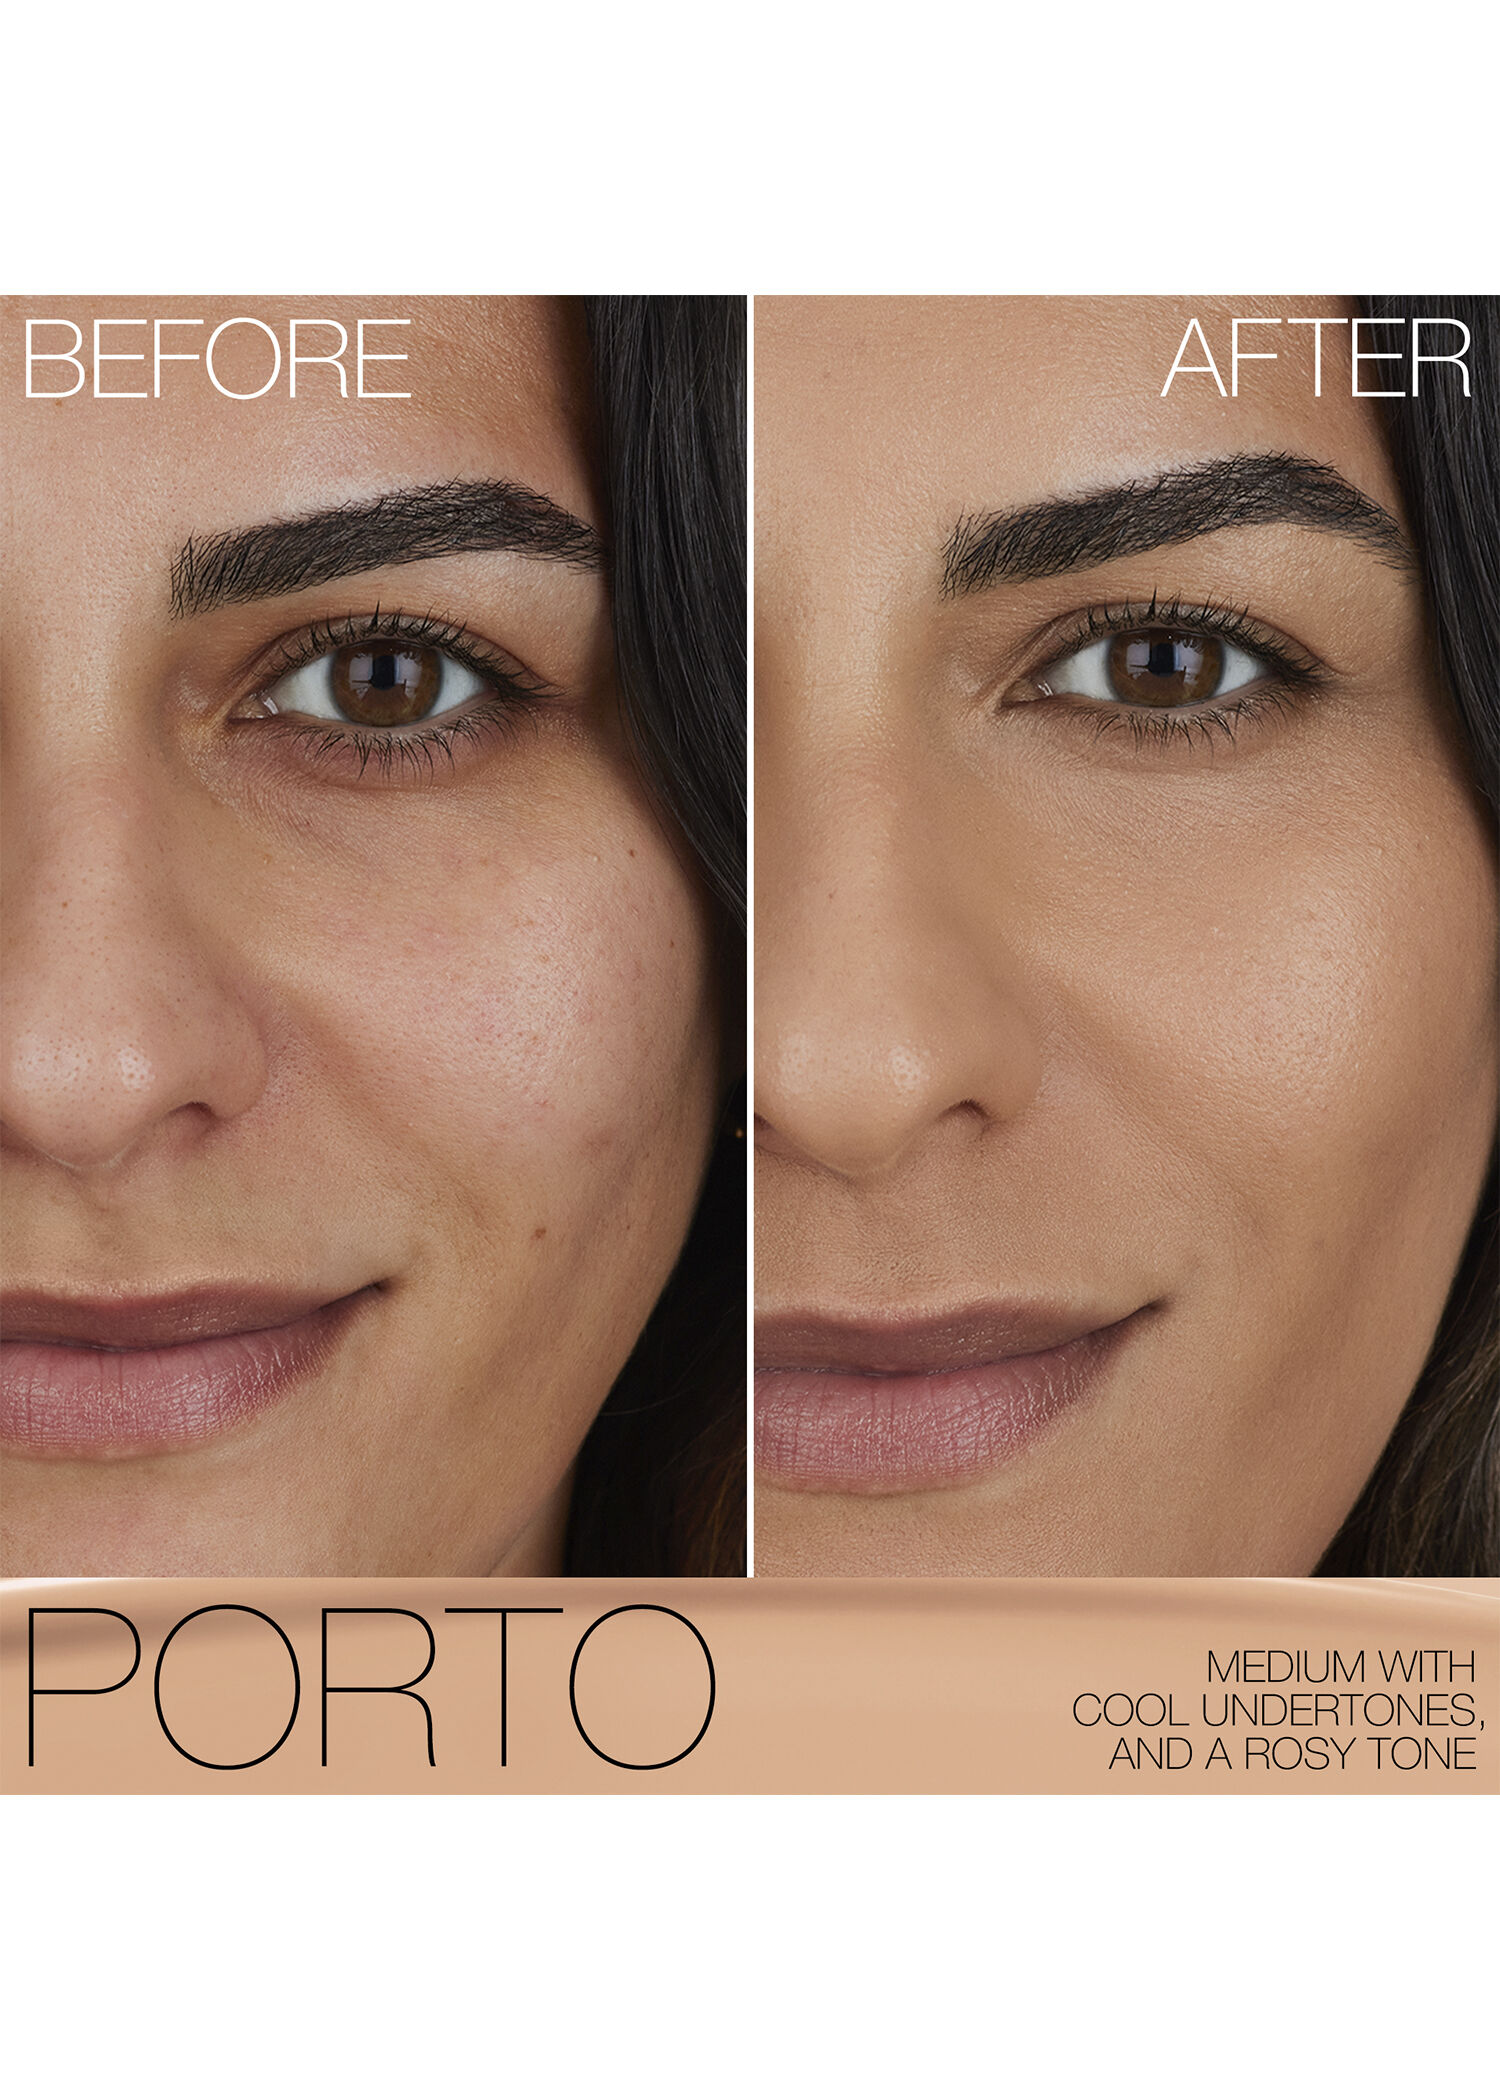 BEFORE
AFTER
PORTO
MEDIUM WITH
COOL UNDERTONES,
AND A ROSY TONE